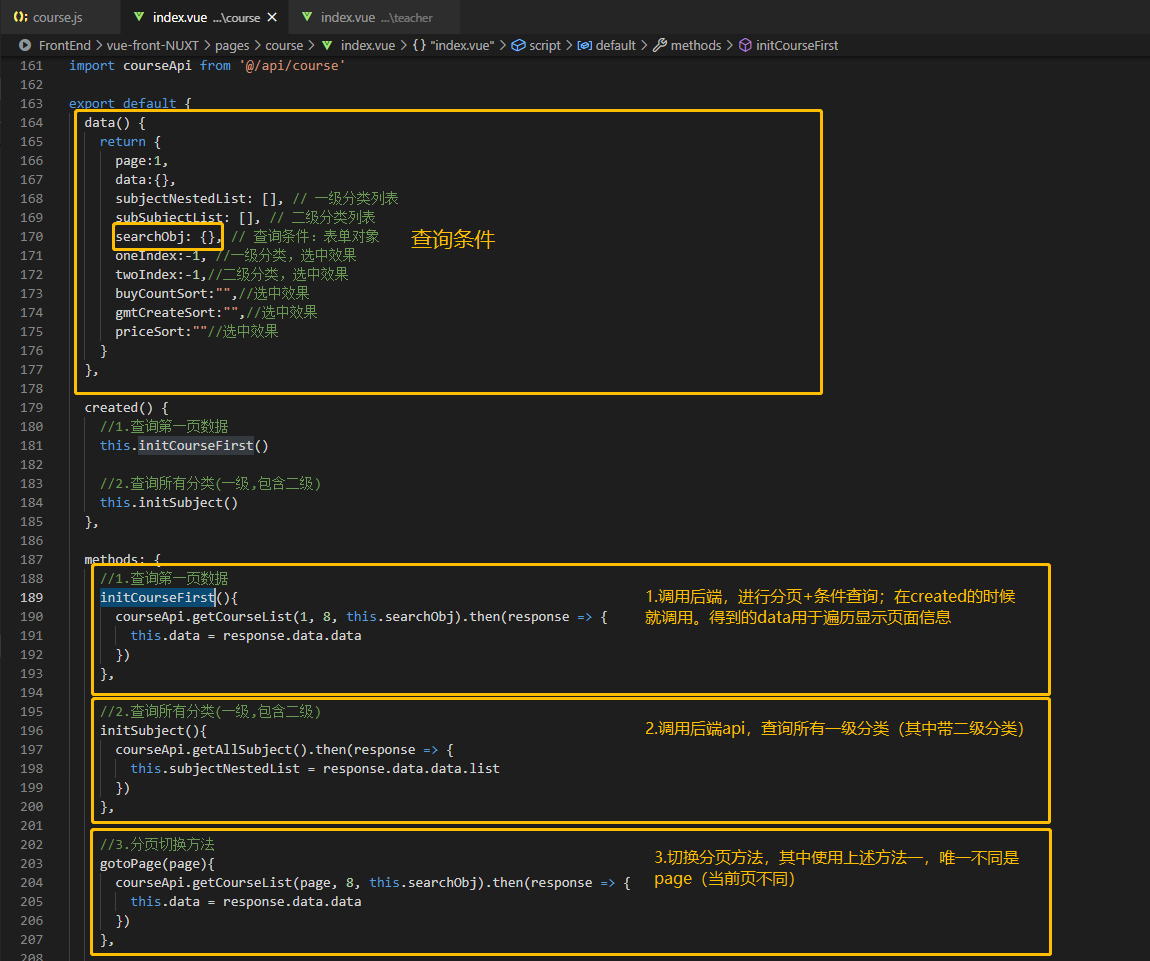 course.js index.vue ...\course index.vue ...\teacher
FrontEnd > vue-front-NUXT > pages > course > index.vue > {} "index.vue" > script > default > methods > initCourseFirst
161 import courseApi from '@/api/course'
162
163 export default {
164 data() {
165 return {
166 page:1,
167 data:{},
168 subjectNestedList: [], // 一级分类列表
169 subSubjectList: [], // 二级分类列表
170 searchObj: {}, // 查询条件：表单对象 查询条件
171 oneIndex:-1, //一级分类，选中效果
172 twoIndex:-1,//二级分类，选中效果
173 buyCountSort:"",//选中效果
174 gmtCreateSort:"",//选中效果
175 priceSort:""//选中效果
176 }
177 },
178
179 created() {
180 //1.查询第一页数据
181 this.initCourseFirst()
182
183 //2.查询所有分类(一级,包含二级)
184 this.initSubject()
185 },
186
187 methods: {
188 //1.查询第一页数据
189 initCourseFirst(){
1.调用后端，进行分页+条件查询；在created的时候
就调用。得到的data用于遍历显示页面信息
190 courseApi.getCourseList(1, 8, this.searchObj).then(response => {
191 this.data = response.data.data
192 })
193 },
194
195 //2.查询所有分类(一级,包含二级)
196 initSubject(){
2.调用后端api，查询所有一级分类（其中带二级分类）
197 courseApi.getAllSubject().then(response => {
198 this.subjectNestedList = response.data.data.list
199 })
200 },
201
202 //3.分页切换方法
203 gotoPage(page){
3.切换分页方法，其中使用上述方法一，唯一不同是
page（当前页不同）
204 courseApi.getCourseList(page, 8, this.searchObj).then(response => {
205 this.data = response.data.data
206 })
207 },
208